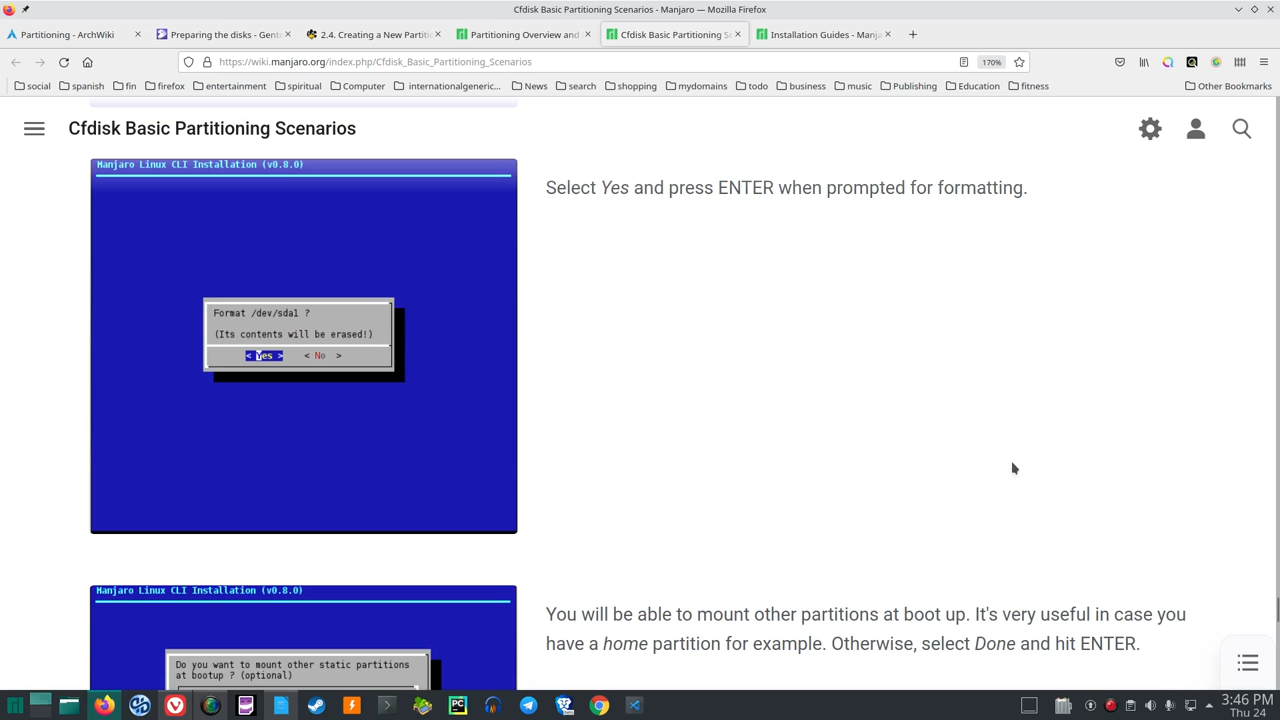 Cfdisk Basic Partitioning Scenarios - Manjaro — Mozilla Firefox
Partitioning - ArchWiki
Preparing the disks - Gent
2.4. Creating a New Partiti
Partitioning Overview and
Cfdisk Basic Partitioning S
Installation Guides - Manja
https://wiki.manjaro.org/index.php/Cfdisk_Basic_Partitioning_Scenarios
170%
social
spanish
fin
firefox
entertainment
spiritual
Computer
internationalgeneric...
News
search
shopping
mydomains
todo
business
music
Publishing
Education
fitness
Other Bookmarks
Cfdisk Basic Partitioning Scenarios
Manjaro Linux CLI Installation (v0.8.0)
Format /dev/sda1 ?
(Its contents will be erased!)
< Yes > < No >
Select Yes and press ENTER when prompted for formatting.
Manjaro Linux CLI Installation (v0.8.0)
Do you want to mount other static partitions
at bootup ? (optional)
You will be able to mount other partitions at boot up. It's very useful in case you
have a home partition for example. Otherwise, select Done and hit ENTER.
3:46 PM
Thu 24